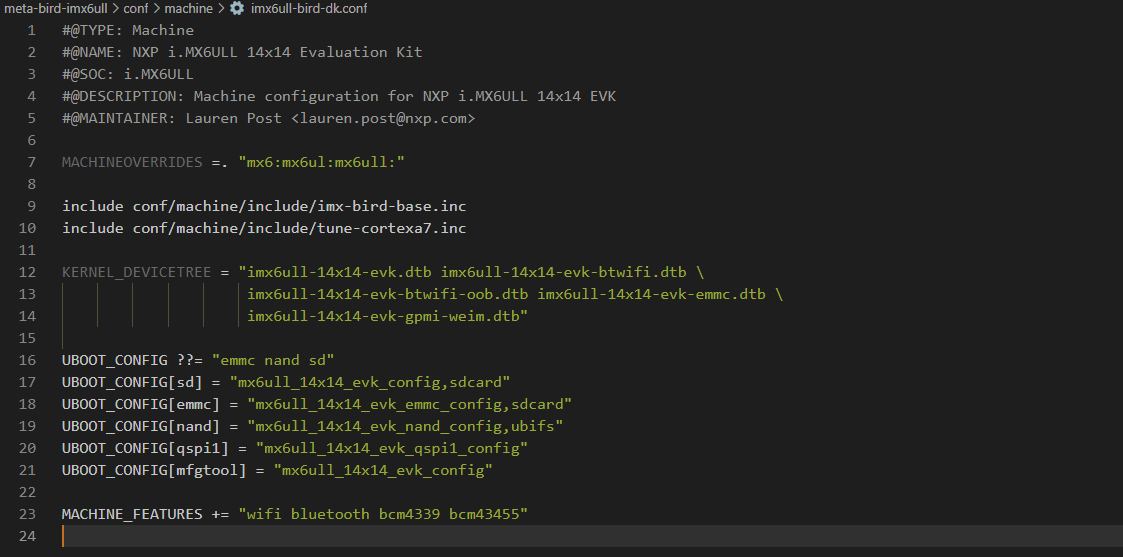 meta-bird-imx6ull > conf > machine > imx6ull-bird-dk.conf
1 #@TYPE: Machine
2 #@NAME: NXP i.MX6ULL 14x14 Evaluation Kit
3 #@SOC: i.MX6ULL
4 #@DESCRIPTION: Machine configuration for NXP i.MX6ULL 14x14 EVK
5 #@MAINTAINER: Lauren Post <lauren.post@nxp.com>
6
7 MACHINEOVERRIDES =. "mx6:mx6ul:mx6ull:"
8
9 include conf/machine/include/imx-bird-base.inc
10 include conf/machine/include/tune-cortexa7.inc
11
12 KERNEL_DEVICETREE = "imx6ull-14x14-evk.dtb imx6ull-14x14-evk-btwifi.dtb \
13 imx6ull-14x14-evk-btwifi-oob.dtb imx6ull-14x14-evk-emmc.dtb \
14 imx6ull-14x14-evk-gpmi-weim.dtb"
15
16 UBOOT_CONFIG ??= "emmc nand sd"
17 UBOOT_CONFIG[sd] = "mx6ull_14x14_evk_config,sdcard"
18 UBOOT_CONFIG[emmc] = "mx6ull_14x14_evk_emmc_config,sdcard"
19 UBOOT_CONFIG[nand] = "mx6ull_14x14_evk_nand_config,ubifs"
20 UBOOT_CONFIG[qspi1] = "mx6ull_14x14_evk_qspi1_config"
21 UBOOT_CONFIG[mfgtool] = "mx6ull_14x14_evk_config"
22
23 MACHINE_FEATURES += "wifi bluetooth bcm4339 bcm43455"
24